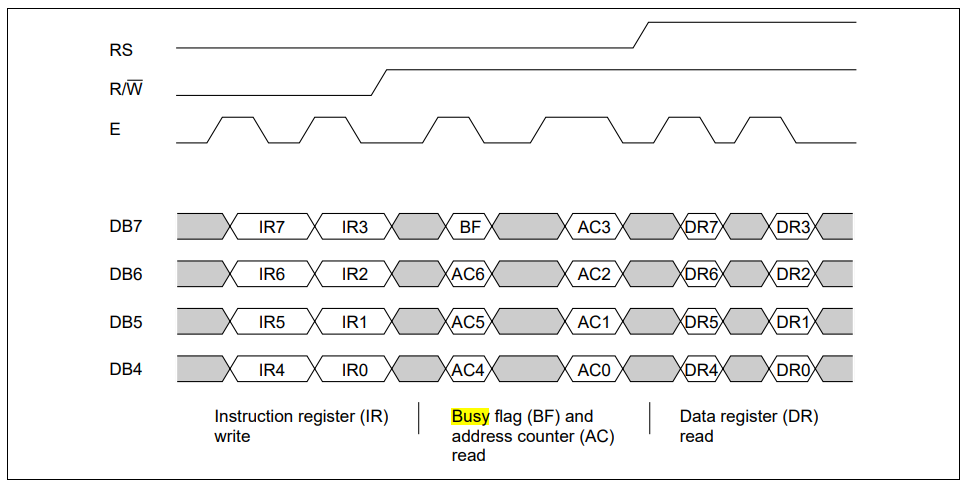 RS
R/W̅
E
DB7 IR7 IR3 BF AC3 DR7 DR3
DB6 IR6 IR2 AC6 AC2 DR6 DR2
DB5 IR5 IR1 AC5 AC1 DR5 DR1
DB4 IR4 IR0 AC4 AC0 DR4 DR0
Instruction register (IR)
write
Busy flag (BF) and
address counter (AC)
read
Data register (DR)
read